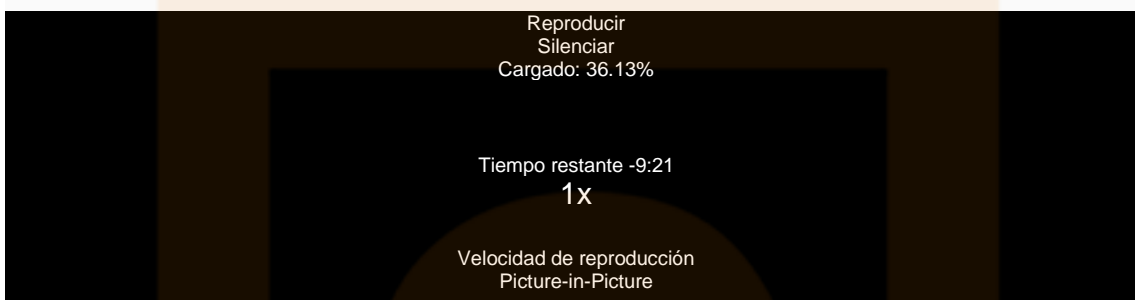 Reproducir
Silenciar
Cargado: 36.13%
Tiempo restante -9:21
1x
Velocidad de reproducción
Picture-in-Picture